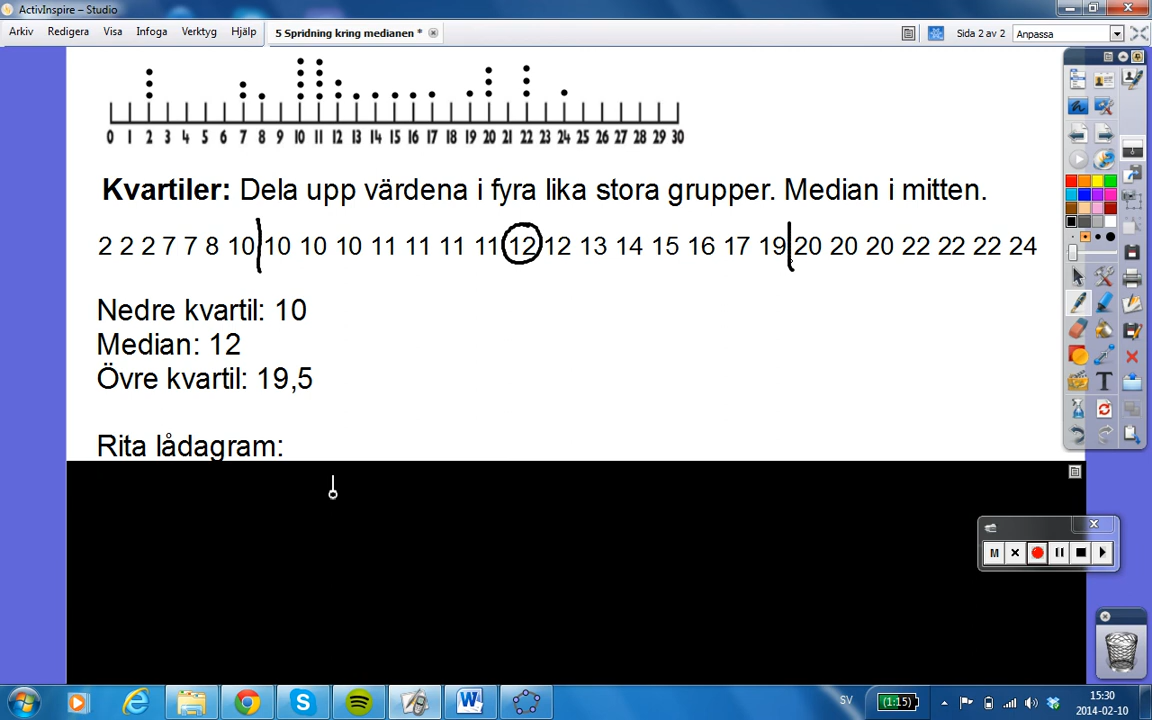 ActivInspire – Studio
Arkiv Redigera Visa Infoga Verktyg Hjälp 5 Spridning kring medianen * Sida 2 av 2 Anpassa
0 1 2 3 4 5 6 7 8 9 10 11 12 13 14 15 16 17 18 19 20 21 22 23 24 25 26 27 28 29 30
Kvartiler: Dela upp värdena i fyra lika stora grupper. Median i mitten.
2 2 2 7 7 8 10 10 10 10 11 11 11 11 12 12 13 14 15 16 17 19 20 20 20 22 22 22 24
Nedre kvartil: 10
Median: 12
Övre kvartil: 19,5
Rita lådagram:
M
SV (1:15) 15:30
2014-02-10